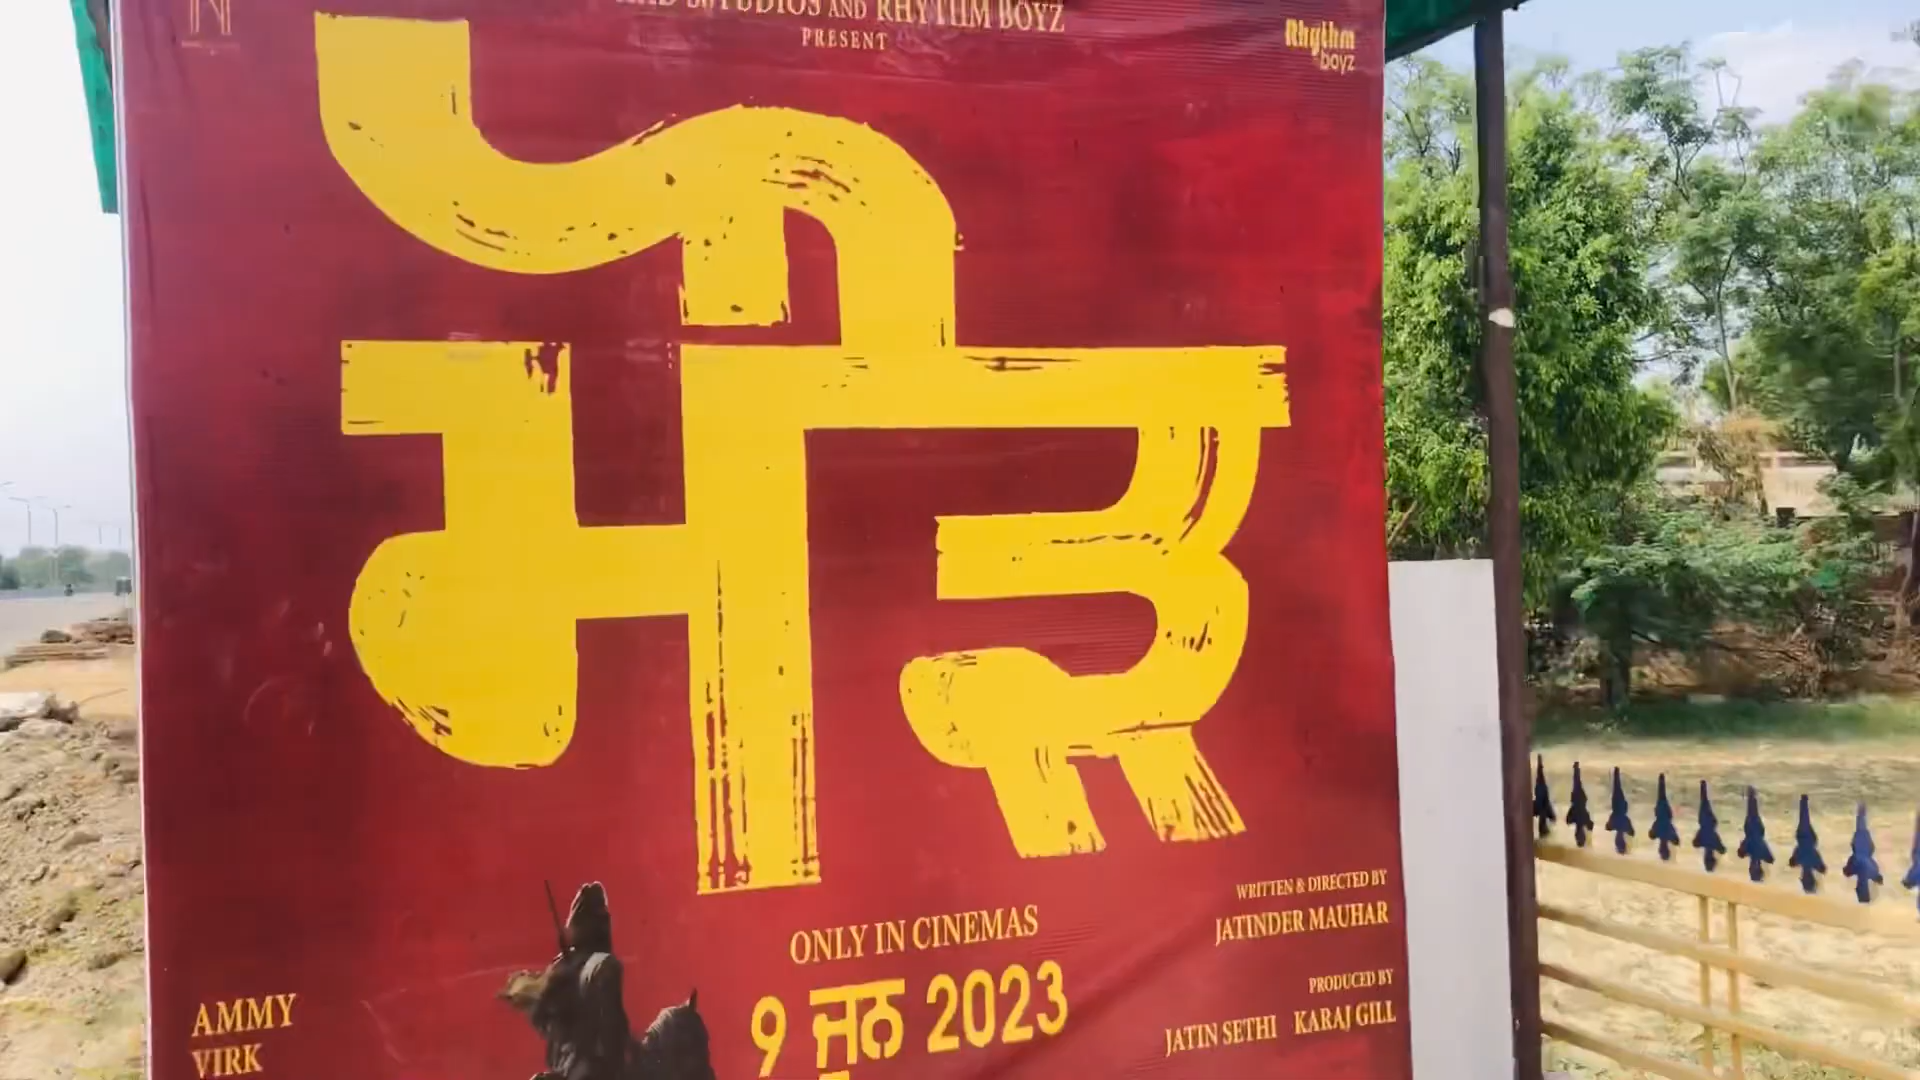 AND RHYTHM BOYZ
PRESENT
Rhythm
boyz
ਮੌੜ
WRITTEN & DIRECTED BY
JATINDER MAUHAR
ONLY IN CINEMAS
9 ਜੂਨ 2023
PRODUCED BY
JATIN SETHI KARAJ GILL
AMMY
VIRK